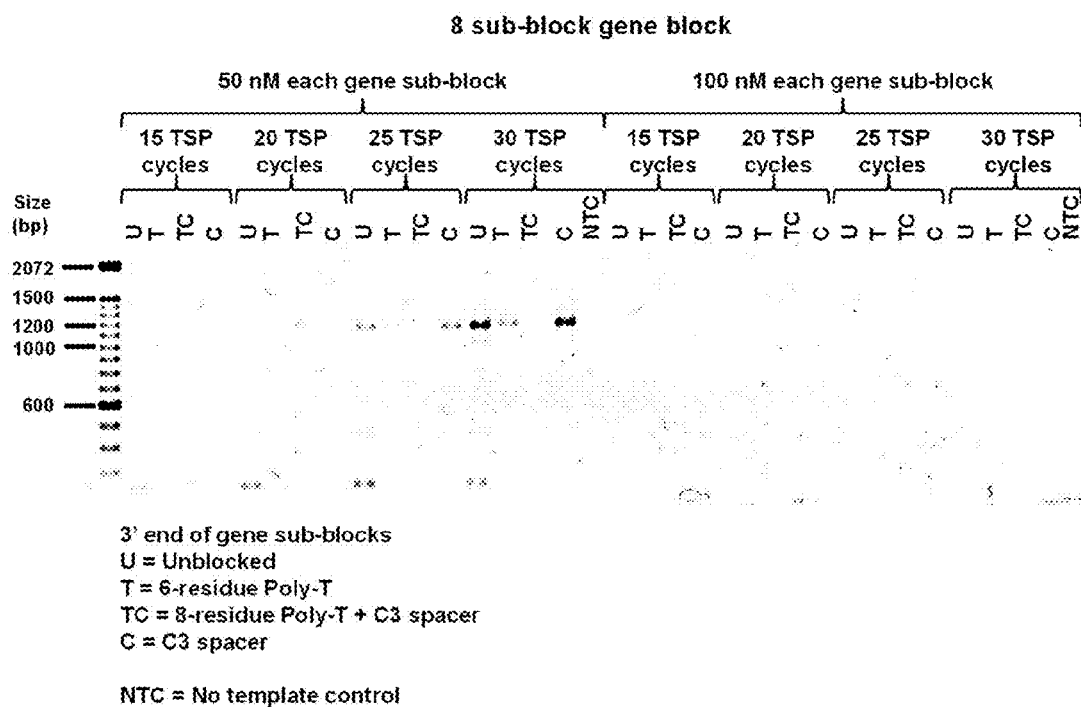 8 sub-block gene block
50 nM each gene sub-block 100 nM each gene sub-block
15 TSP cycles 20 TSP cycles 25 TSP cycles 30 TSP cycles 15 TSP cycles 20 TSP cycles 25 TSP cycles 30 TSP cycles
Size (bp)
U T TC C U T TC C U T TC C U T TC C NTC U T TC C U T TC C U T TC C U T TC C NTC
2072
1500
1200
1000
600
3' end of gene sub-blocks
U = Unblocked
T = 6-residue Poly-T
TC = 8-residue Poly-T + C3 spacer
C = C3 spacer
NTC = No template control